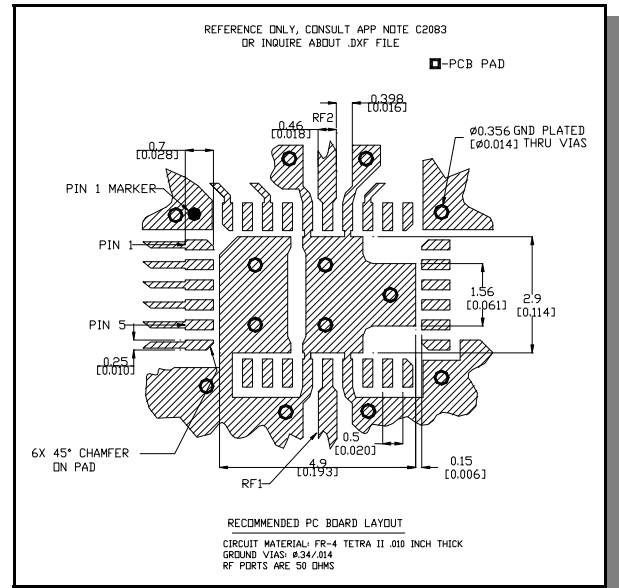 REFERENCE ONLY, CONSULT APP NOTE C2083
OR INQUIRE ABOUT .DXF FILE
-PCB PAD
0.398
[0.016]
RF2
0.46
[0.018]
0.7
[0.028]
Ø0.356 GND PLATED
[Ø0.014] THRU VIAS
PIN 1 MARKER
PIN 1
1.56
[0.061]
2.9
[0.114]
PIN 5
0.25
[0.010]
6X 45° CHAMFER
ON PAD
0.5
[0.020]
4.9
[0.193]
0.15
[0.006]
RF1
RECOMMENDED PC BOARD LAYOUT
CIRCUIT MATERIAL: FR-4 TETRA II .010 INCH THICK
GROUND VIAS: Ø.34/.014
RF PORTS ARE 50 OHMS